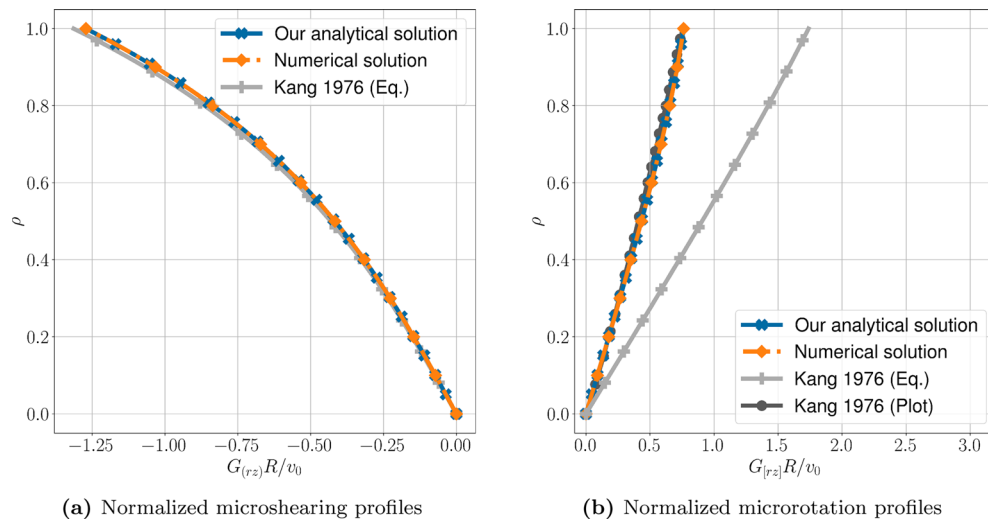 Our analytical solution
Numerical solution
Kang 1976 (Eq.)
1.0
0.8
0.6
0.4
0.2
0.0
ρ
−1.25 −1.00 −0.75 −0.50 −0.25 0.00
G(rz)R/v0
(a) Normalized microshearing profiles
1.0
0.8
0.6
0.4
0.2
0.0
ρ
Our analytical solution
Numerical solution
Kang 1976 (Eq.)
Kang 1976 (Plot)
0.0 0.5 1.0 1.5 2.0 2.5 3.0
G[rz]R/v0
(b) Normalized microrotation profiles